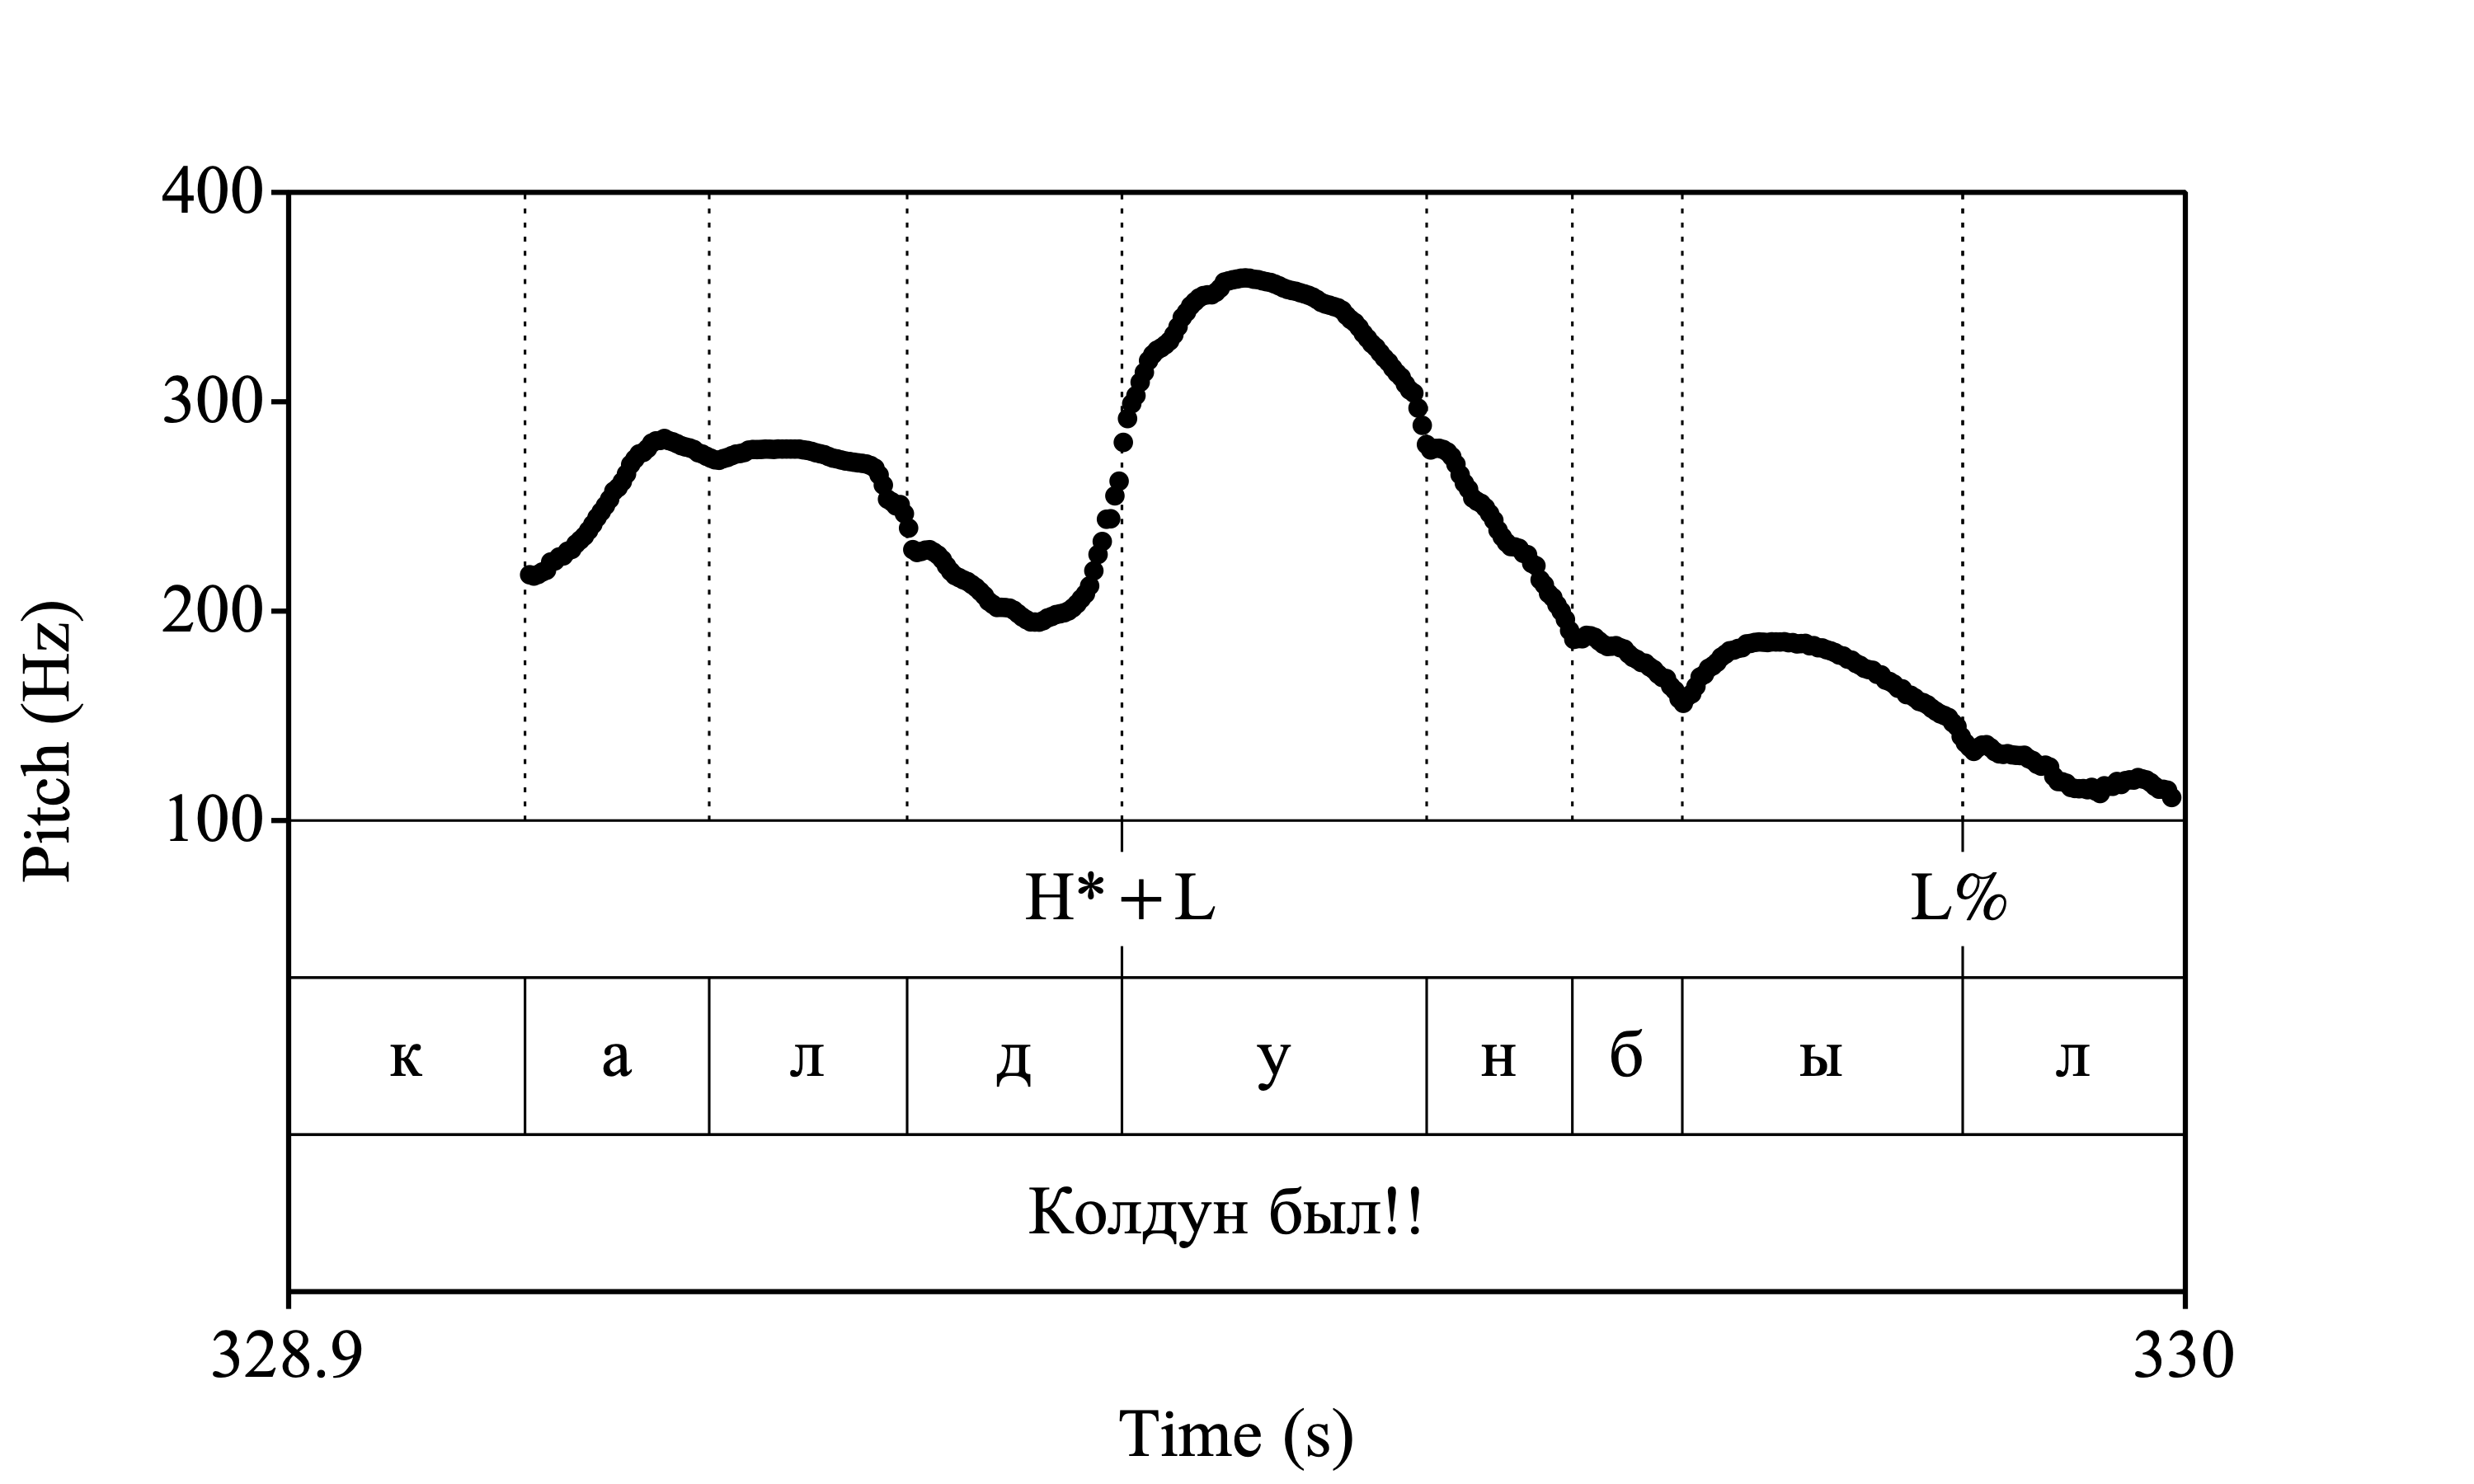 400
300
200
100
Pitch (Hz)
H* + L L%
к а л д у н б ы л
Колдун был!!
328.9 330
Time (s)